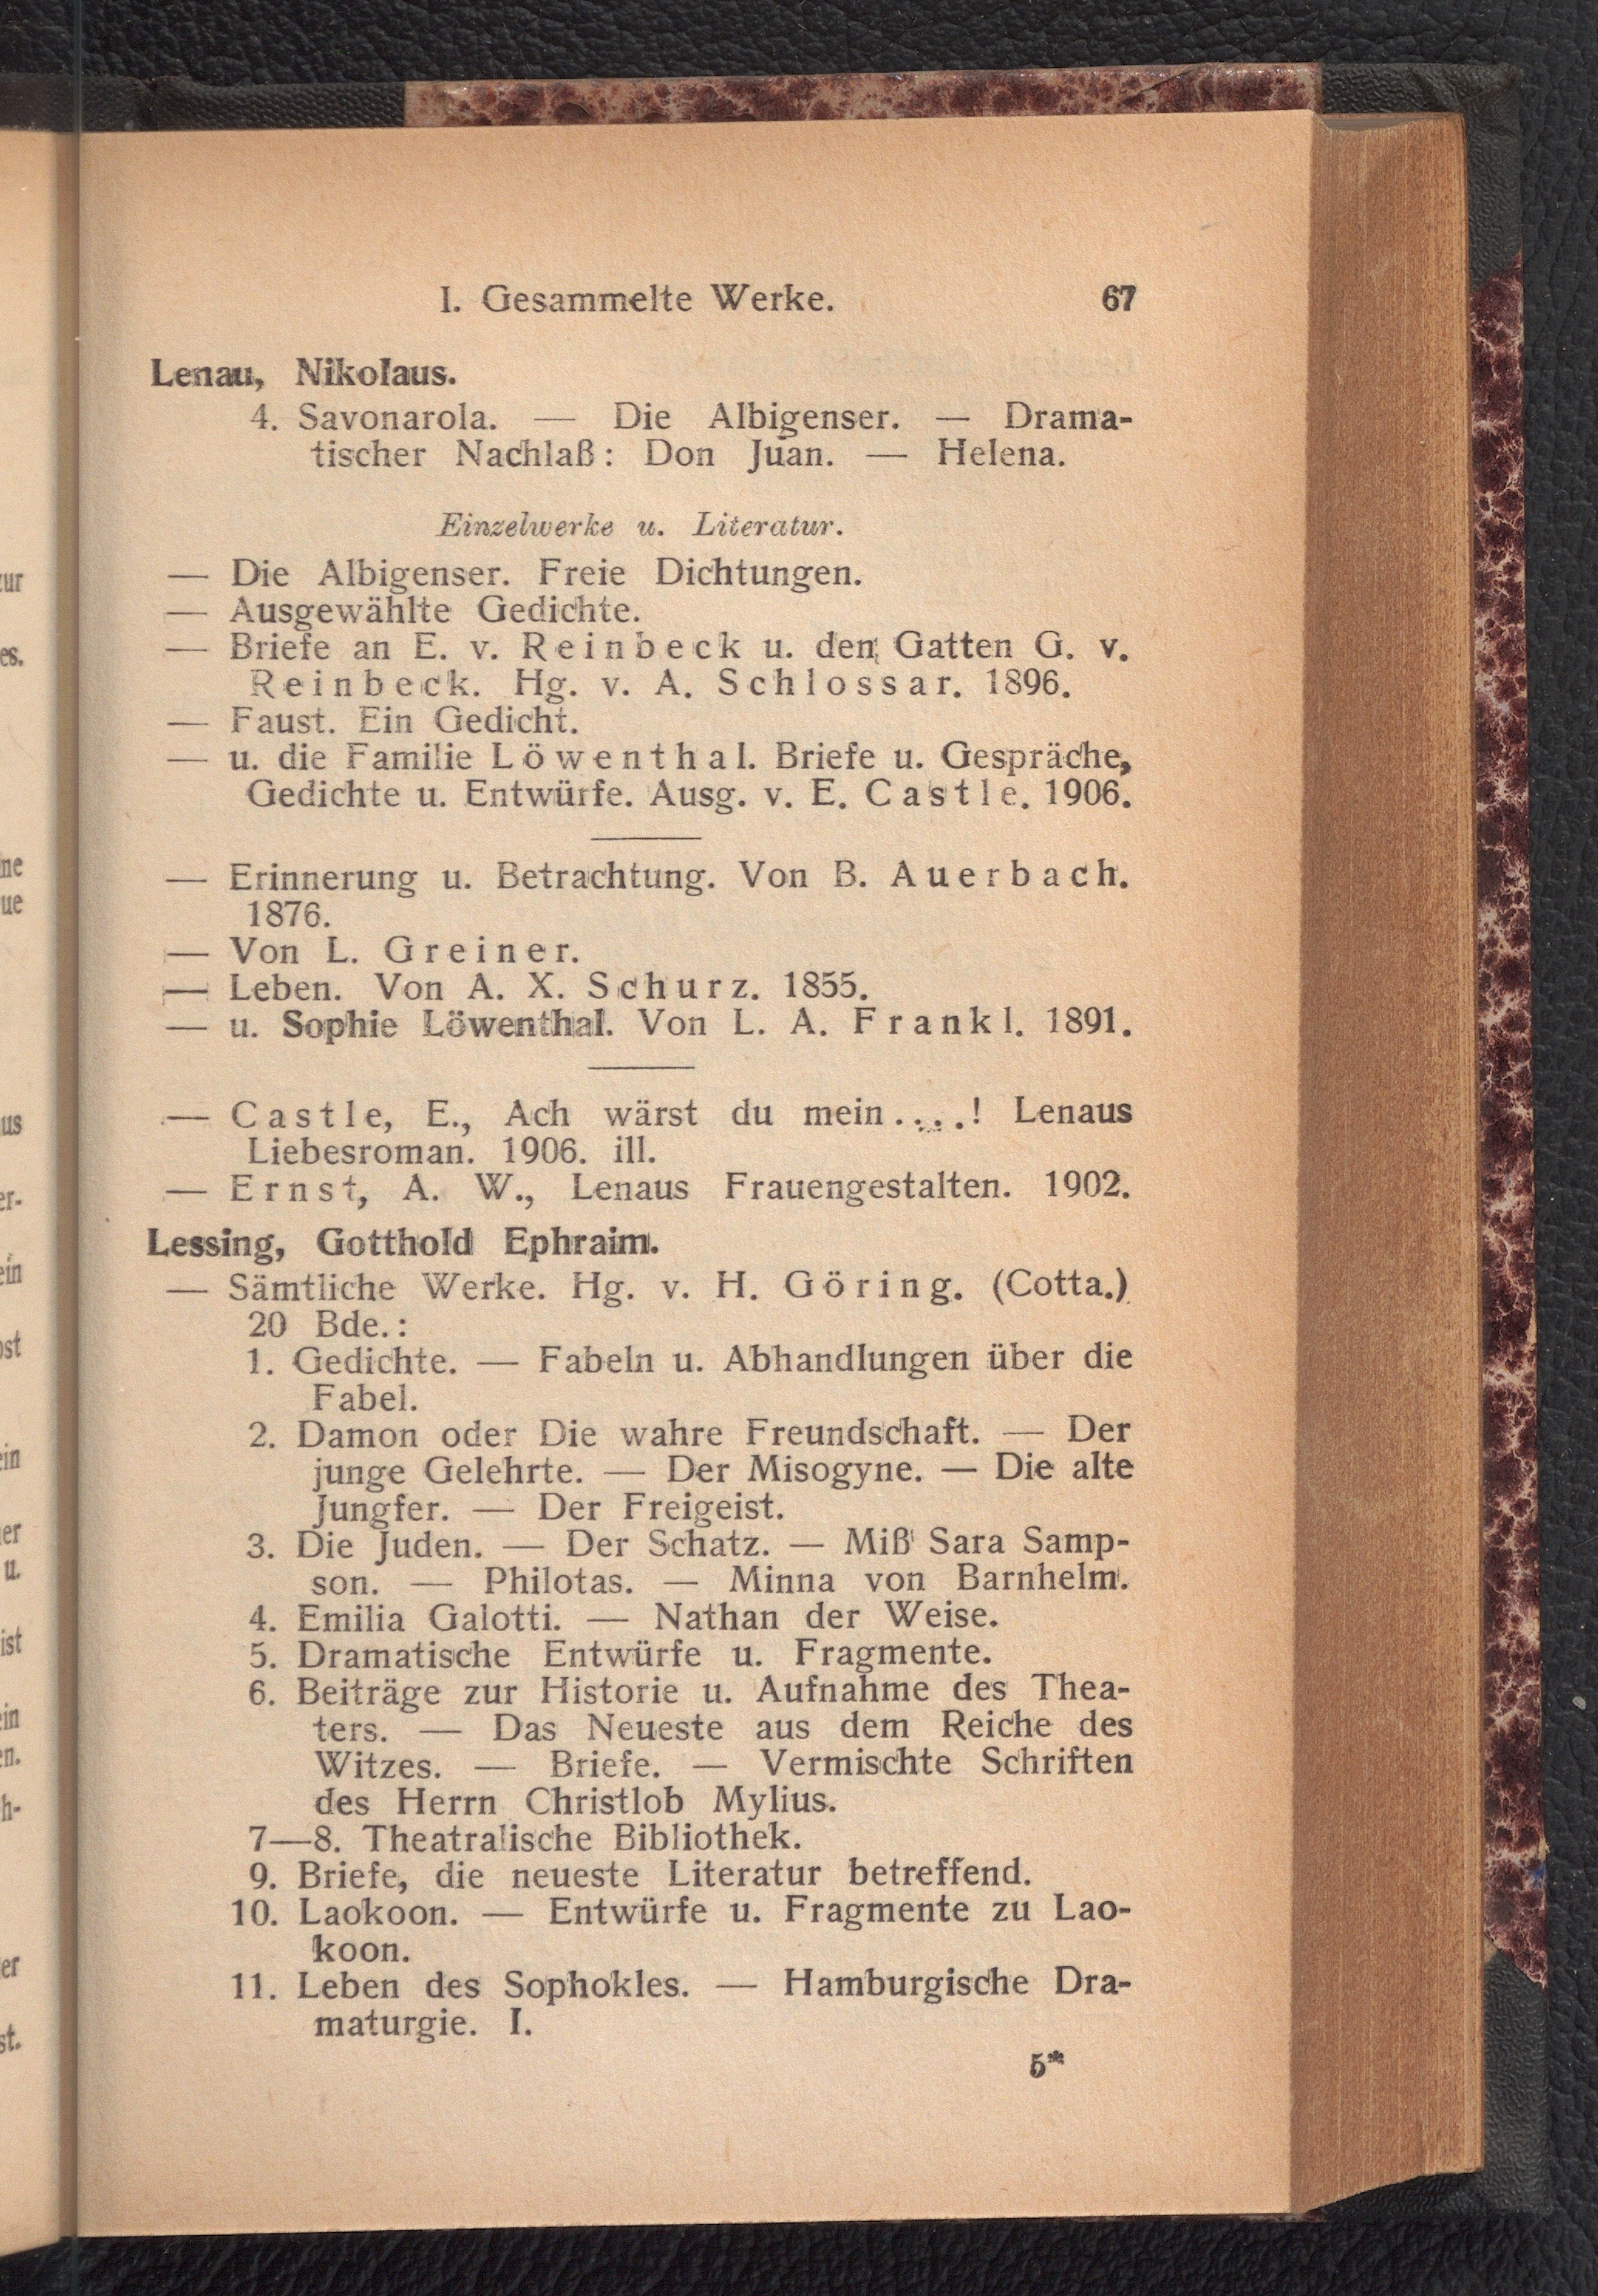 I. Gesammelte Werke. 67
Lenau, Nikolaus.
4. Savonarola. — Die Albigenser. — Drama-
tischer Nachlaß: Don Juan. — Helena.
Einzelwerke u. Literatur.
— Die Albigenser. Freie Dichtungen.
— Ausgewählte Gedichte.
— Briefe an E. v. Reinbeck u. den Gatten G. v.
Reinbeck. Hg. v. A. Schlossar. 1896.
— Faust. Ein Gedicht.
— u. die Familie Löwenthal. Briefe u. Gespräche,
Gedichte u. Entwürfe. Ausg. v. E. Castle. 1906.
— Erinnerung u. Betrachtung. Von B. Auerbach.
1876.
— Von L. Greiner.
— Leben. Von A. X. Schurz. 1855.
— u. Sophie Löwenthal. Von L. A. Frankl. 1891.
— Castle, E., Ach wärst du mein....! Lenaus
Liebesroman. 1906. ill.
— Ernst, A. W., Lenaus Frauengestalten. 1902.
Lessing, Gotthold Ephraim.
— Sämtliche Werke. Hg. v. H. Göring. (Cotta.)
20 Bde.:
1. Gedichte. — Fabeln u. Abhandlungen über die
Fabel.
2. Damon oder Die wahre Freundschaft. — Der
junge Gelehrte. — Der Misogyne. — Die alte
Jungfer. — Der Freigeist.
3. Die Juden. — Der Schatz. — Miß Sara Samp-
son. — Philotas. — Minna von Barnhelm.
4. Emilia Galotti. — Nathan der Weise.
5. Dramatische Entwürfe u. Fragmente.
6. Beiträge zur Historie u. Aufnahme des Thea-
ters. — Das Neueste aus dem Reiche des
Witzes. — Briefe. — Vermischte Schriften
des Herrn Christlob Mylius.
7—8. Theatralische Bibliothek.
9. Briefe, die neueste Literatur betreffend.
10. Laokoon. — Entwürfe u. Fragmente zu Lao-
koon.
11. Leben des Sophokles. — Hamburgische Dra-
maturgie. I.
5*